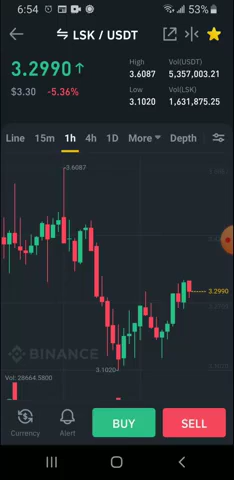 6:54 53%
LSK / USDT
3.2990↑
$3.30 -5.36%
High
3.6087
Vol(USDT)
5,357,003.21
Low
3.1020
Vol(LSK)
1,631,875.25
Line 15m 1h 4h 1D More Depth
3.6087
3.2990
BINANCE
3.1020
Vol: 28664.5800
Currency Alert BUY SELL